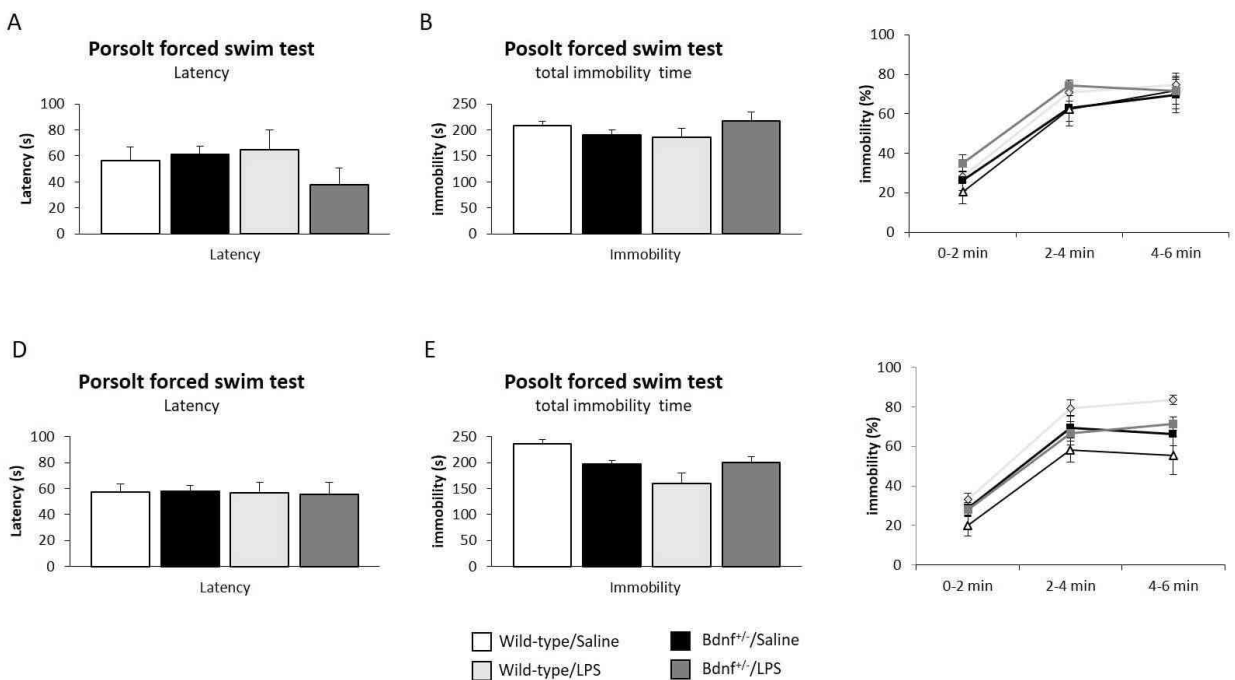 A
Porsolt forced swim test
Latency
100
80
60
40
20
0
Latency (s)
Latency
B
Posolt forced swim test
total immobility time
250
200
150
100
50
0
immobility (s)
Immobility
100
80
60
40
20
0
immobility (%)
0-2 min 2-4 min 4-6 min
D
Porsolt forced swim test
Latency
100
80
60
40
20
0
Latency (s)
Latency
E
Posolt forced swim test
total immobility time
250
200
150
100
50
0
immobility (s)
Immobility
100
80
60
40
20
0
immobility (%)
0-2 min 2-4 min 4-6 min
Wild-type/Saline
Bdnf+/-/Saline
Wild-type/LPS
Bdnf+/-/LPS